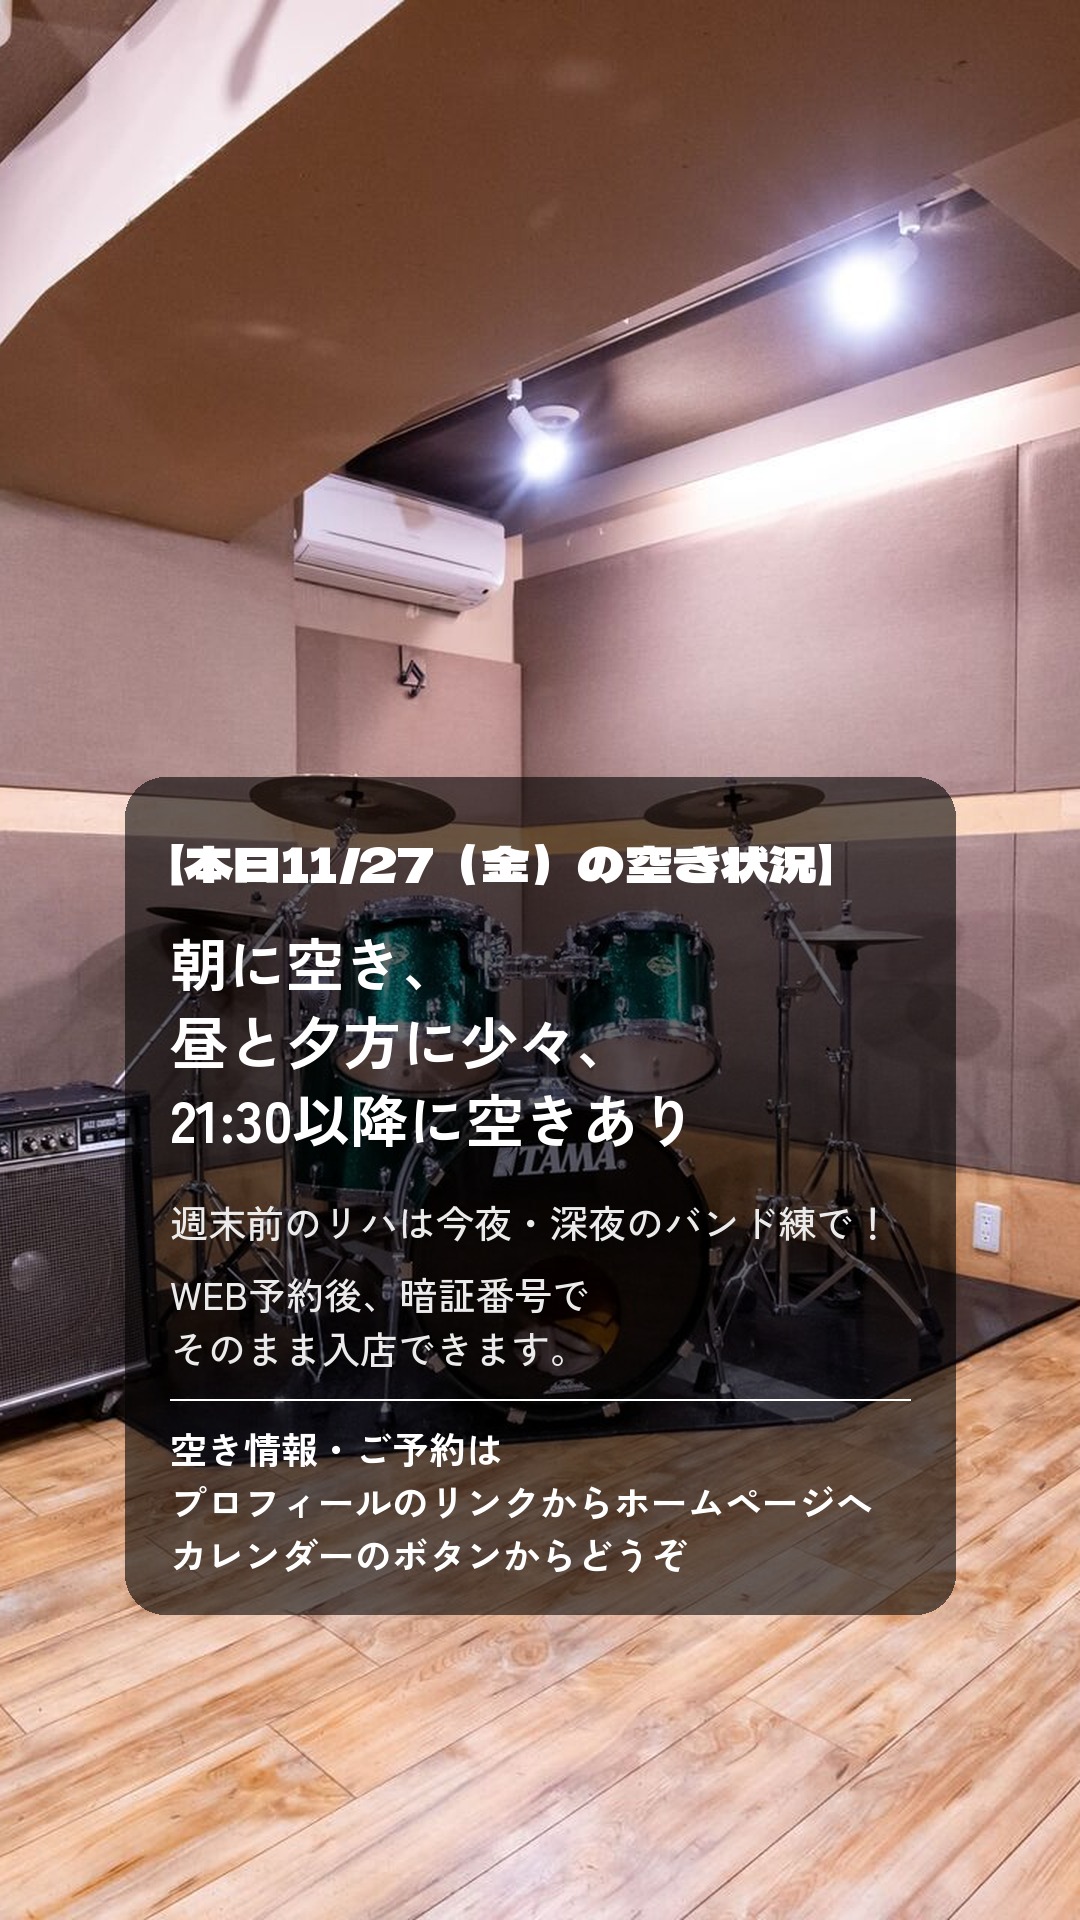 【本日11/27（金）の空き状況】
朝に空き、
昼と夕方に少々、
21:30以降に空きあり
TAMA®
週末前のリハは今夜・深夜のバンド練で！
WEB予約後、暗証番号で
そのまま入店できます。
空き情報・ご予約は
プロフィールのリンクからホームページへ
カレンダーのボタンからどうぞ
JAZZ CHORUS